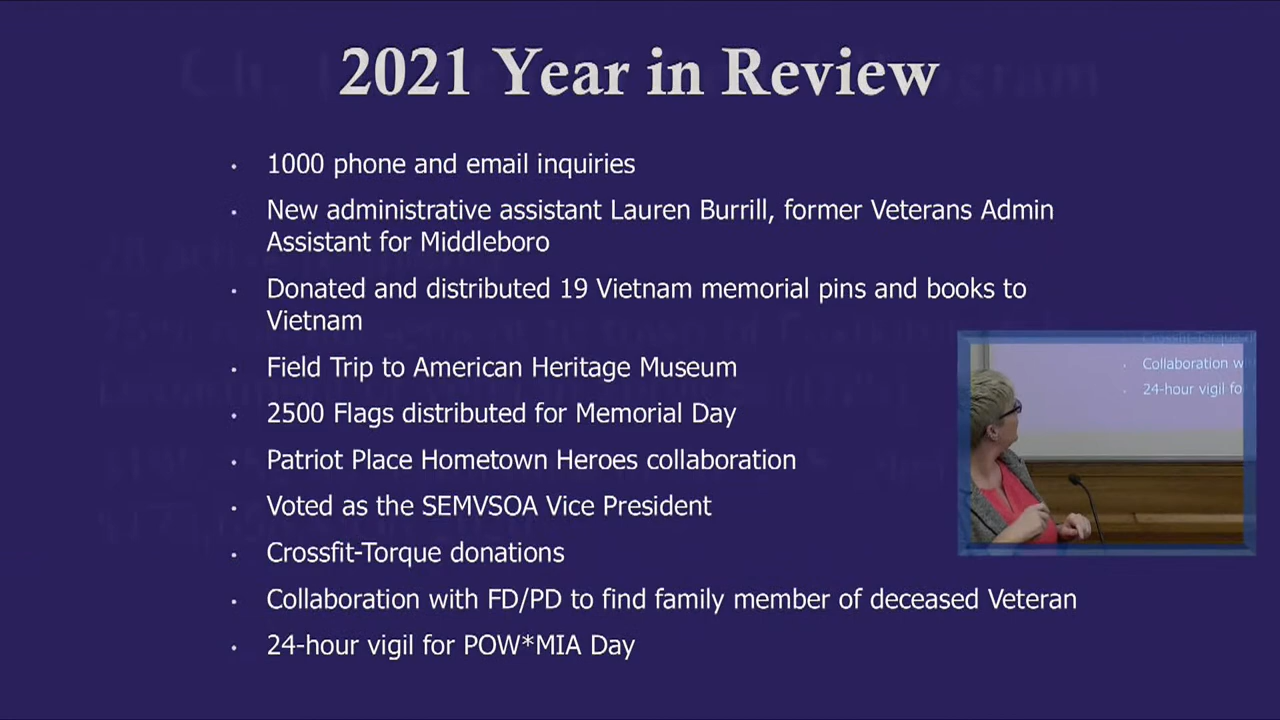 2021 Year in Review
• 1000 phone and email inquiries
• New administrative assistant Lauren Burrill, former Veterans Admin
Assistant for Middleboro
• Donated and distributed 19 Vietnam memorial pins and books to
Vietnam
• Field Trip to American Heritage Museum
• 2500 Flags distributed for Memorial Day
• Patriot Place Hometown Heroes collaboration
• Voted as the SEMVSOA Vice President
• Crossfit-Torque donations
• Collaboration with FD/PD to find family member of deceased Veteran
• 24-hour vigil for POW*MIA Day
Crossfit-Torque
• Collaboration w
• 24-hour vigil fo